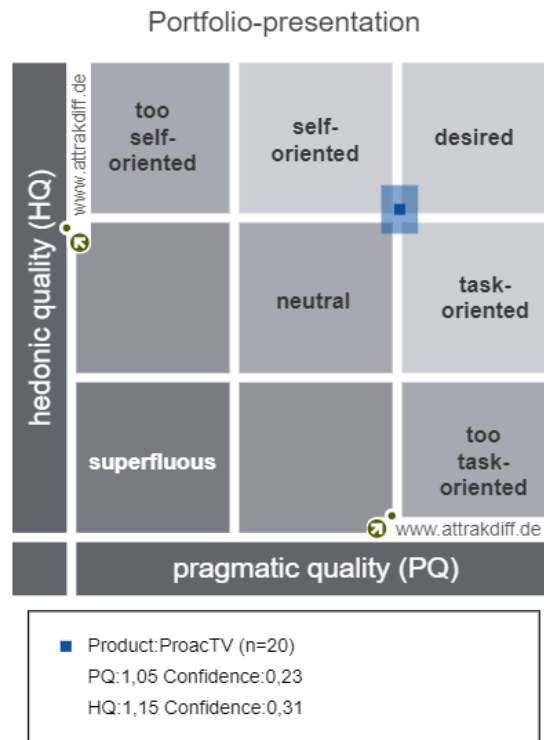 Portfolio-presentation
www.attrakdiff.de
hedonic quality (HQ)
too
self-
oriented
self-
oriented
desired
neutral
task-
oriented
superfluous
too
task-
oriented
www.attrakdiff.de
pragmatic quality (PQ)
Product:ProacTV (n=20)
PQ:1,05 Confidence:0,23
HQ:1,15 Confidence:0,31